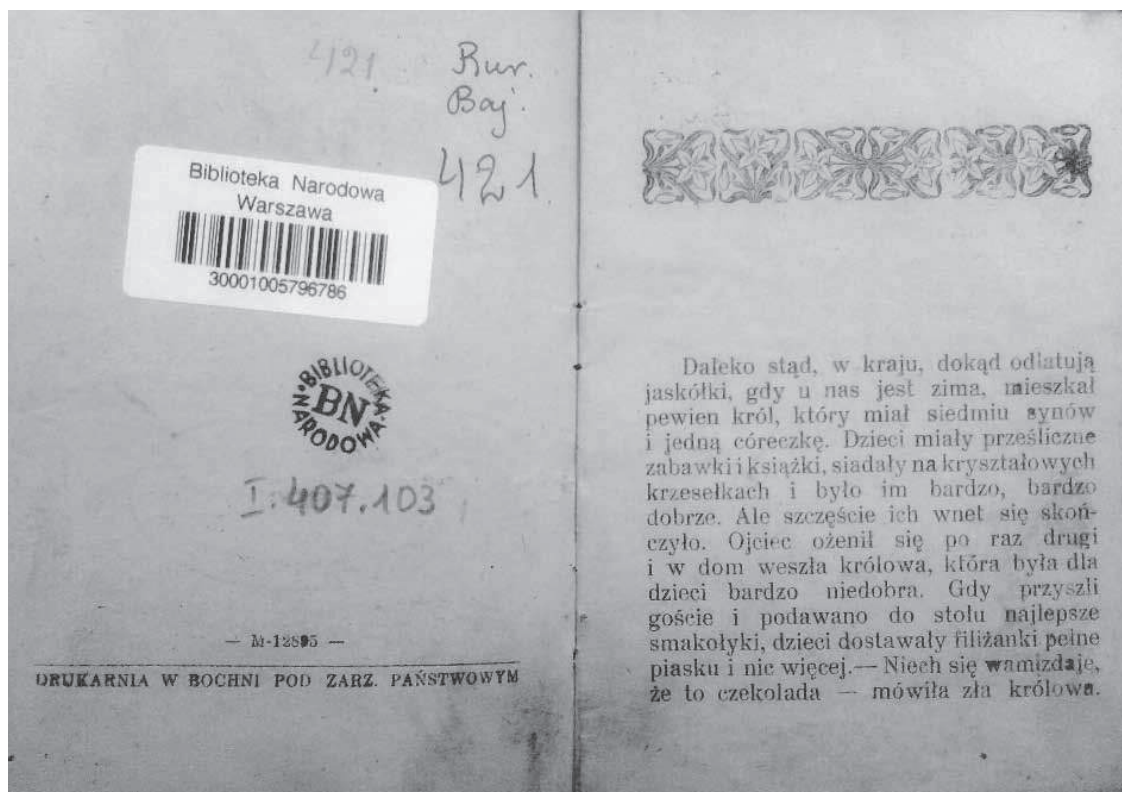 421
Rur.
Baj.
421
Biblioteka Narodowa
Warszawa
30001005796786
BIBLIOTEKA
BN
NARODOWA
I. 407.103
— M-12895 —
DRUKARNIA W BOCHNI POD ZARZ. PAŃSTWOWYM
Daleko stąd, w kraju, dokąd odlatują
jaskółki, gdy u nas jest zima, mieszkał
pewien król, który miał siedmiu synów
i jedną córeczkę. Dzieci miały prześliczne
zabawki i książki, siadały na kryształowych
krzesełkach i było im bardzo, bardzo
dobrze. Ale szczęście ich wnet się skoń-
czyło. Ojciec ożenił się po raz drugi
i w dom weszła królowa, która była dla
dzieci bardzo niedobra. Gdy przyszli
goście i podawano do stołu najlepsze
smakołyki, dzieci dostawały filiżanki pełne
piasku i nic więcej.— Niech się wamizdaje,
że to czekolada — mówiła zła królowa.